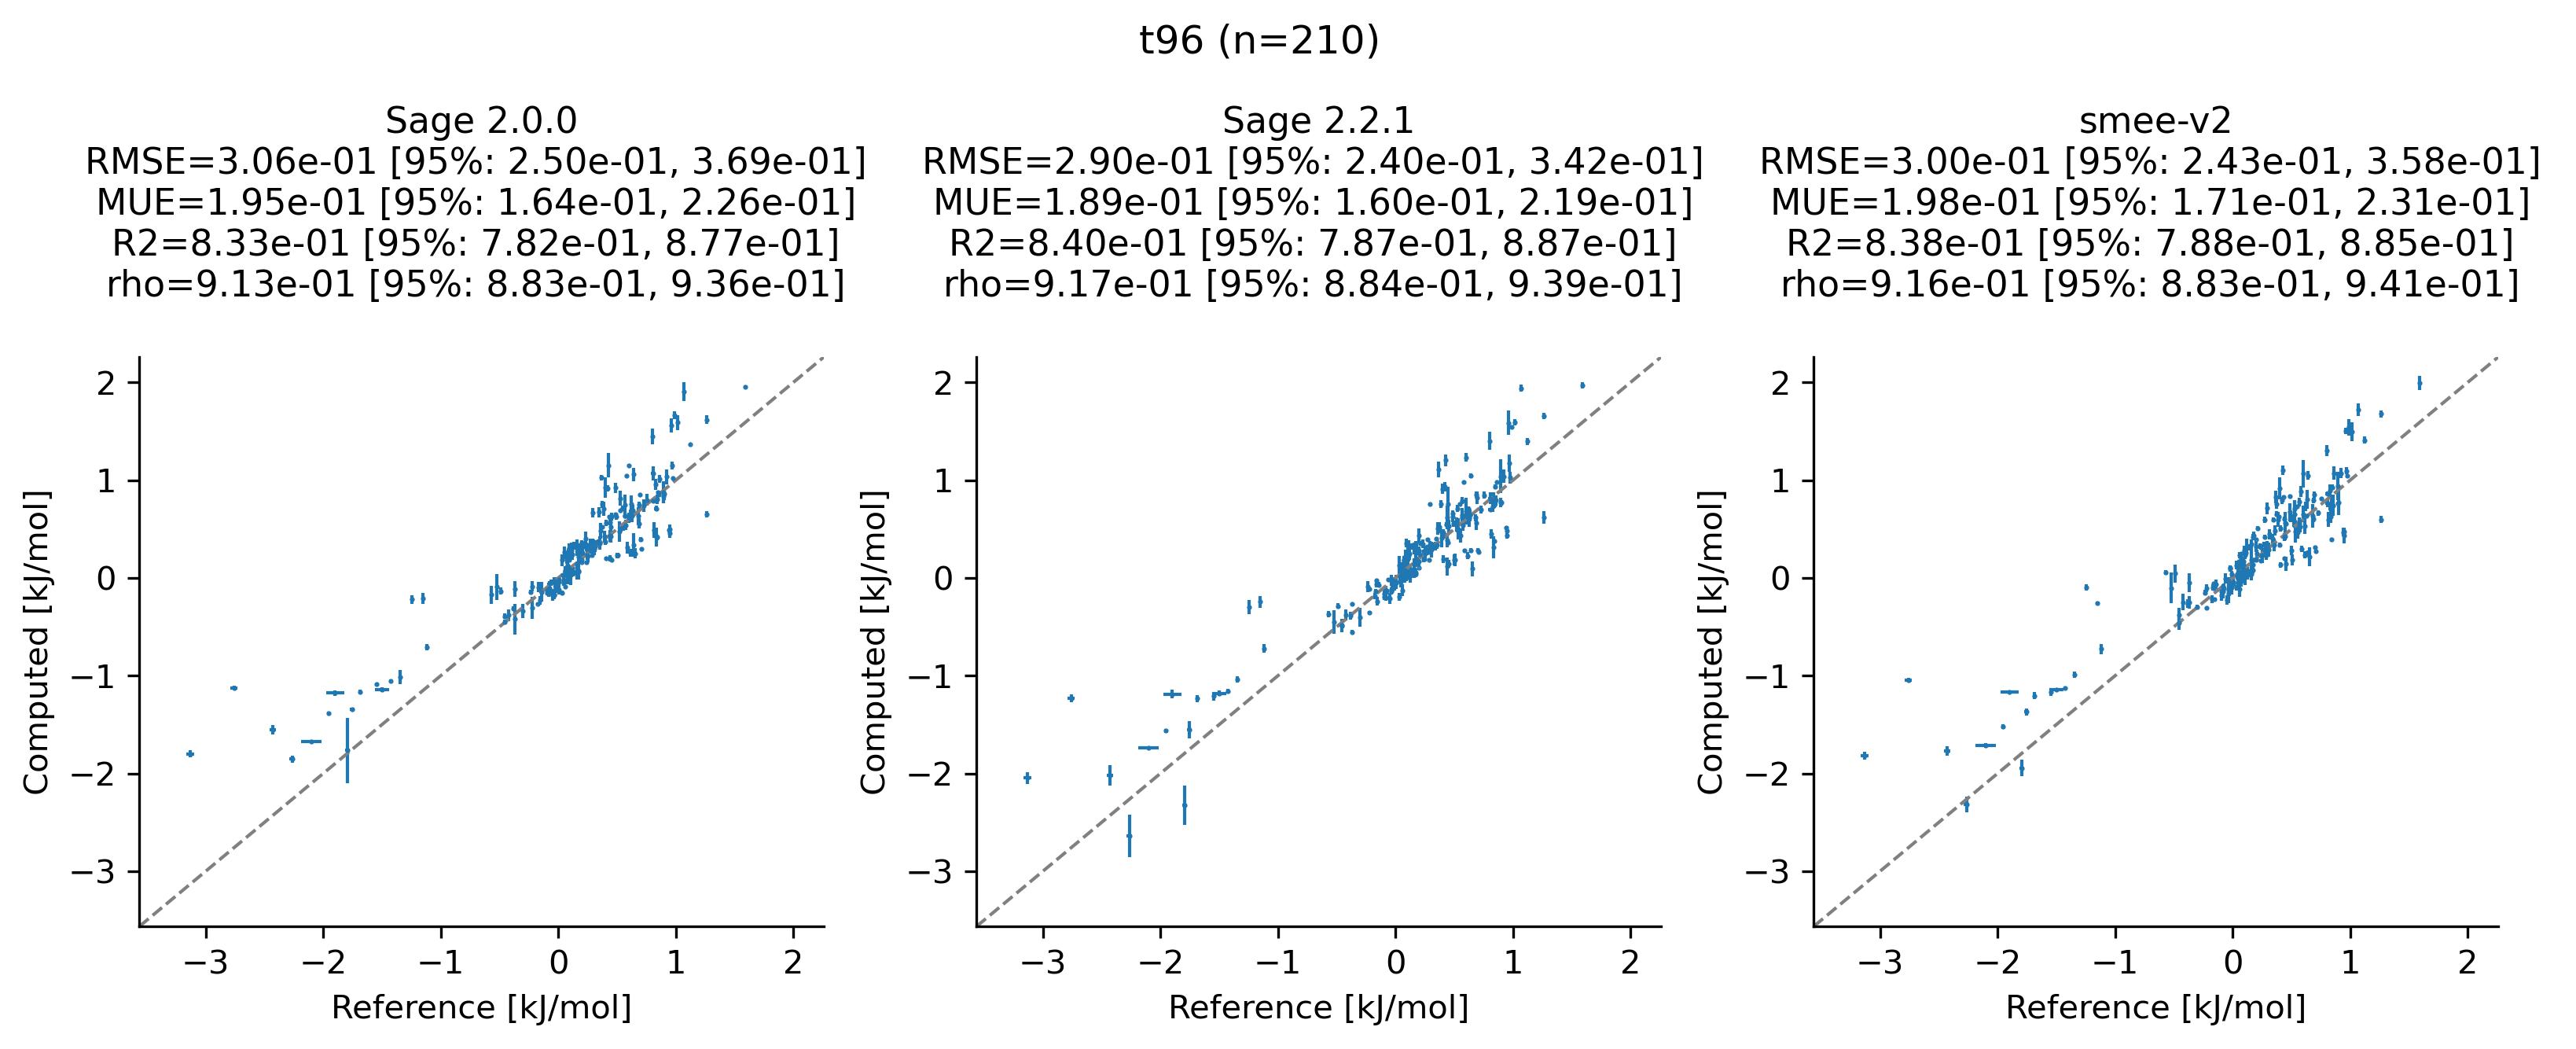 t96 (n=210)
Sage 2.0.0
RMSE=3.06e-01 [95%: 2.50e-01, 3.69e-01]
MUE=1.95e-01 [95%: 1.64e-01, 2.26e-01]
R2=8.33e-01 [95%: 7.82e-01, 8.77e-01]
rho=9.13e-01 [95%: 8.83e-01, 9.36e-01]
2
1
0
−1
−2
−3
Computed [kJ/mol]
−3 −2 −1 0 1 2
Reference [kJ/mol]
Sage 2.2.1
RMSE=2.90e-01 [95%: 2.40e-01, 3.42e-01]
MUE=1.89e-01 [95%: 1.60e-01, 2.19e-01]
R2=8.40e-01 [95%: 7.87e-01, 8.87e-01]
rho=9.17e-01 [95%: 8.84e-01, 9.39e-01]
2
1
0
−1
−2
−3
Computed [kJ/mol]
−3 −2 −1 0 1 2
Reference [kJ/mol]
smee-v2
RMSE=3.00e-01 [95%: 2.43e-01, 3.58e-01]
MUE=1.98e-01 [95%: 1.71e-01, 2.31e-01]
R2=8.38e-01 [95%: 7.88e-01, 8.85e-01]
rho=9.16e-01 [95%: 8.83e-01, 9.41e-01]
2
1
0
−1
−2
−3
Computed [kJ/mol]
−3 −2 −1 0 1 2
Reference [kJ/mol]